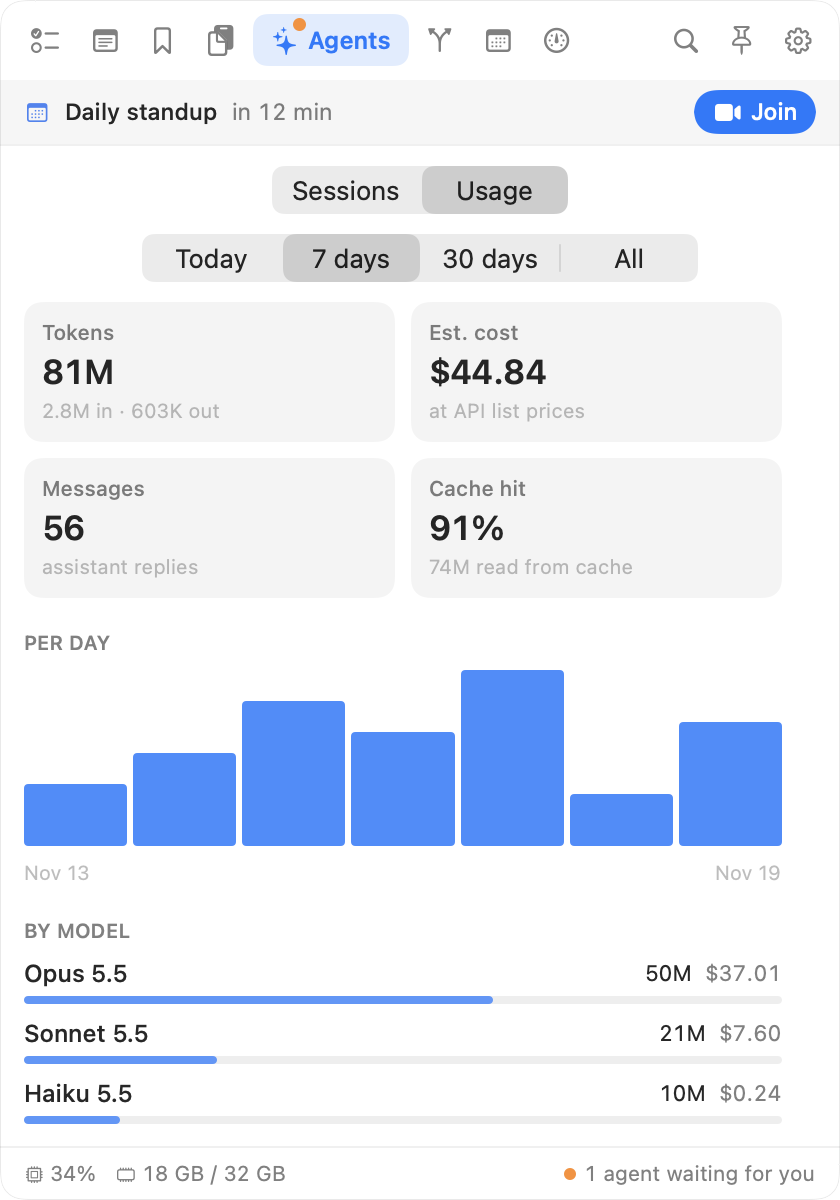 Agents
Daily standup in 12 min Join
Sessions Usage
Today 7 days 30 days All
Tokens
81M
2.8M in · 603K out
Est. cost
$44.84
at API list prices
Messages
56
assistant replies
Cache hit
91%
74M read from cache
PER DAY
Nov 13 Nov 19
BY MODEL
Opus 5.5 50M $37.01
Sonnet 5.5 21M $7.60
Haiku 5.5 10M $0.24
34% 18 GB / 32 GB 1 agent waiting for you